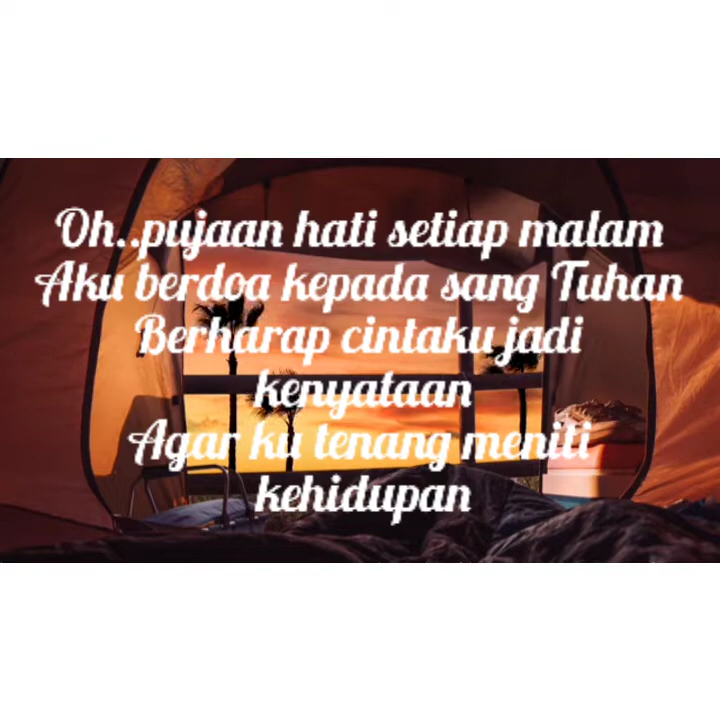 Oh..pujaan hati setiap malam
Aku berdoa kepada sang Tuhan
Berharap cintaku jadi
kenyataan
Agar ku tenang meniti
kehidupan